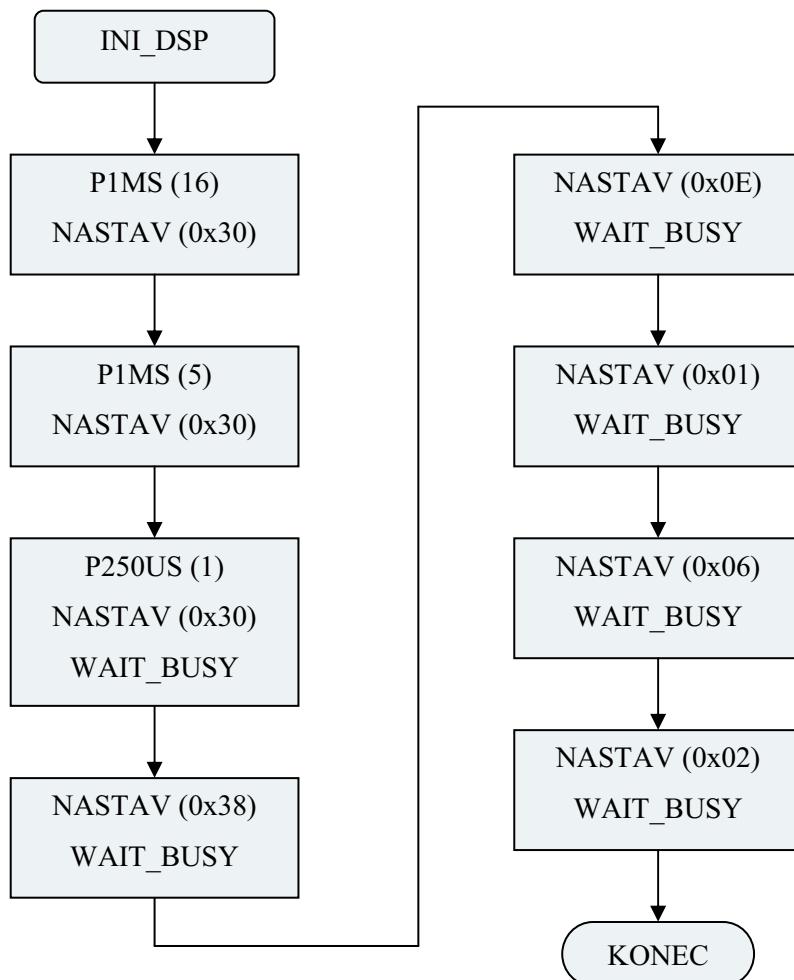 INI_DSP
P1MS (16)
NASTAV (0x30)
P1MS (5)
NASTAV (0x30)
P250US (1)
NASTAV (0x30)
WAIT_BUSY
NASTAV (0x38)
WAIT_BUSY
NASTAV (0x0E)
WAIT_BUSY
NASTAV (0x01)
WAIT_BUSY
NASTAV (0x06)
WAIT_BUSY
NASTAV (0x02)
WAIT_BUSY
KONEC